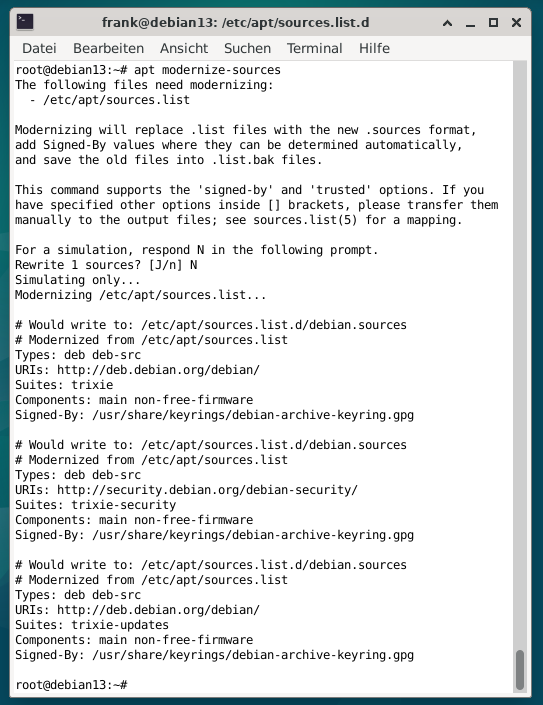 frank@debian13: /etc/apt/sources.list.d
Datei Bearbeiten Ansicht Suchen Terminal Hilfe
root@debian13:~# apt modernize-sources
The following files need modernizing:
  - /etc/apt/sources.list

Modernizing will replace .list files with the new .sources format,
add Signed-By values where they can be determined automatically,
and save the old files into .list.bak files.

This command supports the 'signed-by' and 'trusted' options. If you
have specified other options inside [] brackets, please transfer them
manually to the output files; see sources.list(5) for a mapping.

For a simulation, respond N in the following prompt.
Rewrite 1 sources? [J/n] N
Simulating only...
Modernizing /etc/apt/sources.list...

# Would write to: /etc/apt/sources.list.d/debian.sources
# Modernized from /etc/apt/sources.list
Types: deb deb-src
URIs: http://deb.debian.org/debian/
Suites: trixie
Components: main non-free-firmware
Signed-By: /usr/share/keyrings/debian-archive-keyring.gpg

# Would write to: /etc/apt/sources.list.d/debian.sources
# Modernized from /etc/apt/sources.list
Types: deb deb-src
URIs: http://security.debian.org/debian-security/
Suites: trixie-security
Components: main non-free-firmware
Signed-By: /usr/share/keyrings/debian-archive-keyring.gpg

# Would write to: /etc/apt/sources.list.d/debian.sources
# Modernized from /etc/apt/sources.list
Types: deb deb-src
URIs: http://deb.debian.org/debian/
Suites: trixie-updates
Components: main non-free-firmware
Signed-By: /usr/share/keyrings/debian-archive-keyring.gpg

root@debian13:~#